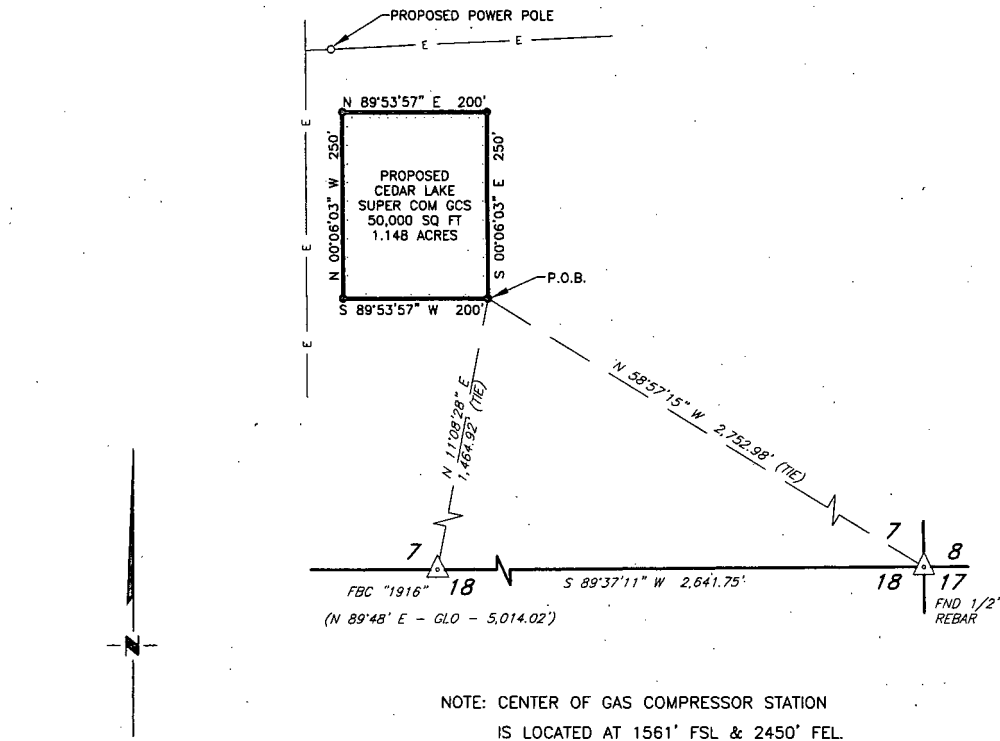 PROPOSED POWER POLE
E E
N 89°53'57" E 200'
E
N 00°06'03" W 250'
PROPOSED
CEDAR LAKE
SUPER COM GCS
50,000 SQ FT
1.148 ACRES
S 00°06'03" E 250'
E
P.O.B.
S 89°53'57" W 200'
E
N 11°08'28" E
1,464.92' (TIE)
N 58°57'15" W 2,752.98' (TIE)
7
7 8
18
S 89°37'11" W 2,641.75'
18 17
FBC "1916"
FND 1/2"
REBAR
(N 89°48' E - GLO - 5,014.02')
N
NOTE: CENTER OF GAS COMPRESSOR STATION
IS LOCATED AT 1561' FSL & 2450' FEL.